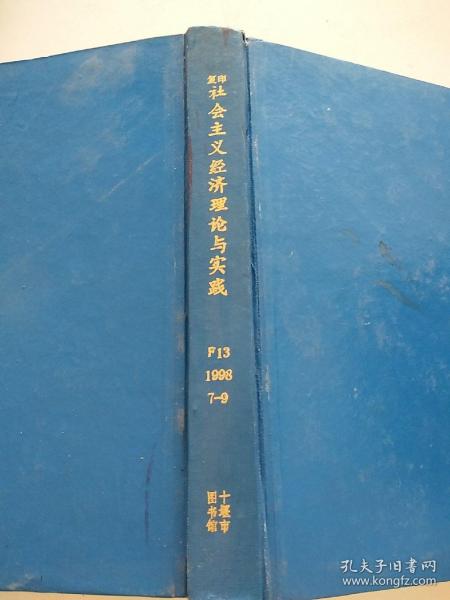 复印
社会主义经济理论与实践
F13
1998
7-9
十堰市
图书馆
孔夫子旧书网
www.kongfz.com